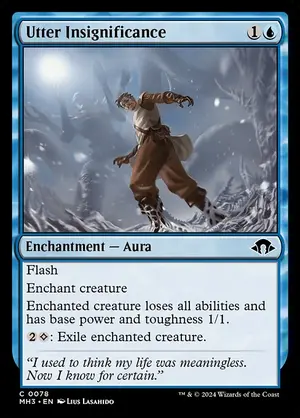 Utter Insignificance 1
Enchantment — Aura
Flash
Enchant creature
Enchanted creature loses all abilities and
has base power and toughness 1/1.
2: Exile enchanted creature.
"I used to think my life was meaningless.
Now I know for certain."
C 0078
MH3 • EN Lius Lasahido
™ & © 2024 Wizards of the Coast